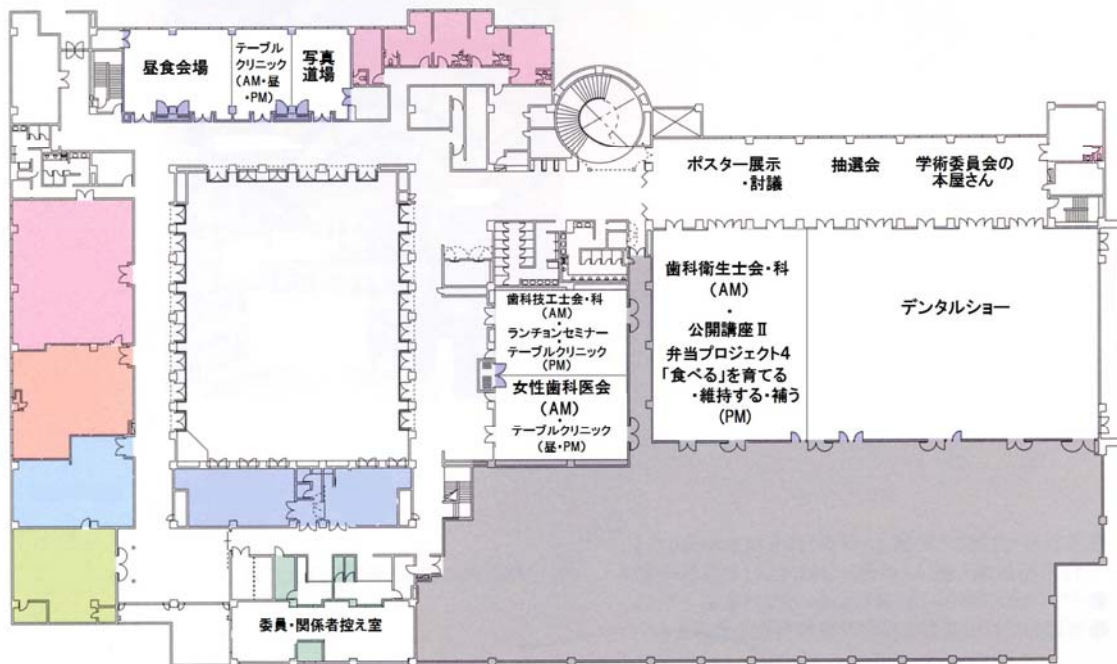 昼食会場
テーブル
クリニック
(AM・昼
・PM)
写真
道場
ポスター展示
・討議
抽選会
学術委員会の
本屋さん
歯科技工士会・科
(AM)
・
ランチョンセミナー
・
テーブルクリニック
(PM)
女性歯科医会
(AM)
・
テーブルクリニック
(昼・PM)
歯科衛生士会・科
(AM)
・
公開講座Ⅱ
弁当プロジェクト4
「食べる」を育てる
・維持する・補う
(PM)
デンタルショー
委員・関係者控え室